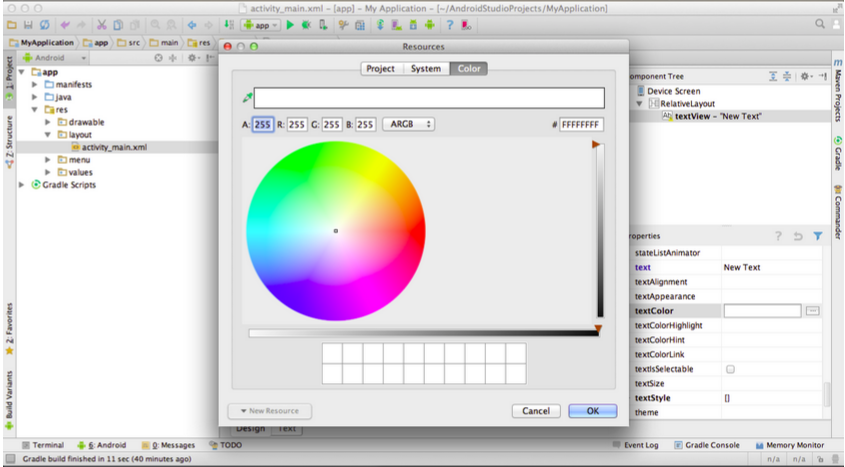 activity_main.xml - [app] - My Application - [~/AndroidStudioProjects/MyApplication]
app
MyApplication app src main res
Resources
Android
app
manifests
java
res
drawable
layout
activity_main.xml
menu
values
Gradle Scripts
1: Project
Z: Structure
2: Favorites
Build Variants
Project System Color
A: 255 R: 255 G: 255 B: 255 ARGB # FFFFFFFF
New Resource
Cancel OK
Design Text
omponent Tree
Device Screen
RelativeLayout
Ab textView - "New Text"
roperties
?
stateListAnimator
text New Text
textAlignment
textAppearance
textColor
textColorHighlight
textColorHint
textColorLink
textIsSelectable
textSize
textStyle []
theme
m Maven Projects
Gradle
Commander
Terminal 6: Android 0: Messages TODO Event Log Gradle Console Memory Monitor
Gradle build finished in 11 sec (40 minutes ago) n/a n/a